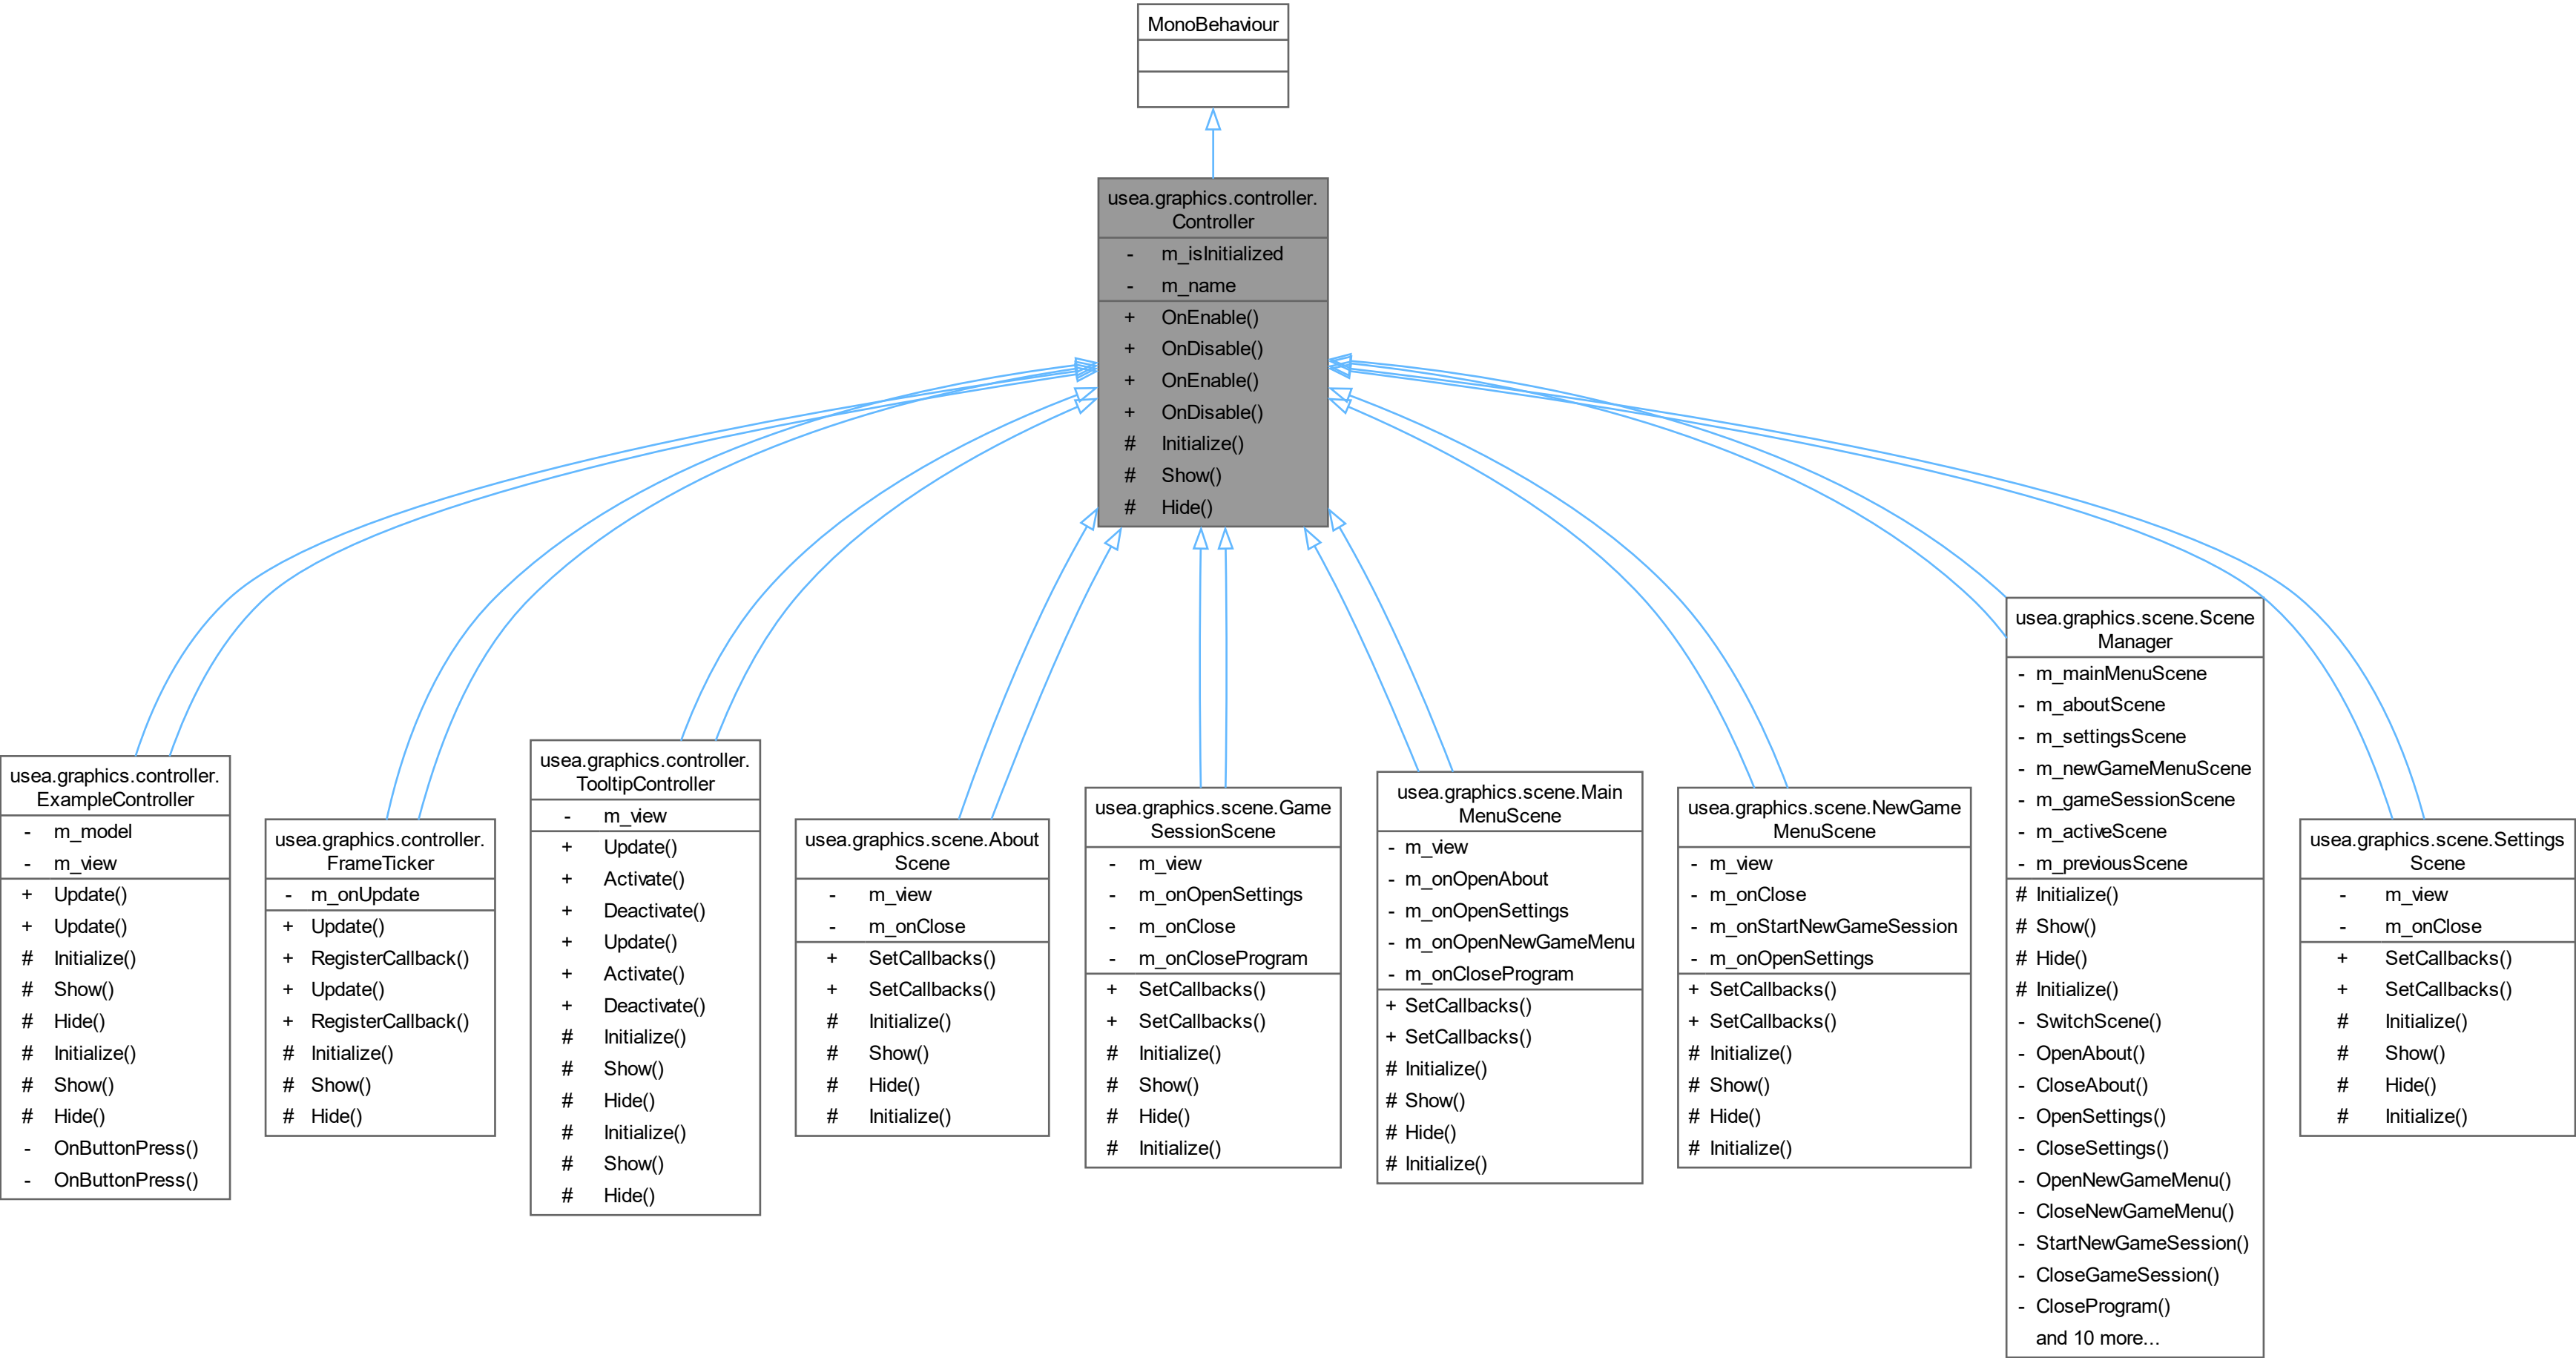 MonoBehaviour
usea.graphics.controller.
Controller
- m_isInitialized
- m_name
+ OnEnable()
+ OnDisable()
+ OnEnable()
+ OnDisable()
# Initialize()
# Show()
# Hide()
usea.graphics.controller.
ExampleController
- m_model
- m_view
+ Update()
+ Update()
# Initialize()
# Show()
# Hide()
# Initialize()
# Show()
# Hide()
- OnButtonPress()
- OnButtonPress()
usea.graphics.controller.
FrameTicker
- m_onUpdate
+ Update()
+ RegisterCallback()
+ Update()
+ RegisterCallback()
# Initialize()
# Show()
# Hide()
usea.graphics.controller.
TooltipController
- m_view
+ Update()
+ Activate()
+ Deactivate()
+ Update()
+ Activate()
+ Deactivate()
# Initialize()
# Show()
# Hide()
# Initialize()
# Show()
# Hide()
usea.graphics.scene.About
Scene
- m_view
- m_onClose
+ SetCallbacks()
+ SetCallbacks()
# Initialize()
# Show()
# Hide()
# Initialize()
usea.graphics.scene.Game
SessionScene
- m_view
- m_onOpenSettings
- m_onClose
- m_onCloseProgram
+ SetCallbacks()
+ SetCallbacks()
# Initialize()
# Show()
# Hide()
# Initialize()
usea.graphics.scene.Main
MenuScene
- m_view
- m_onOpenAbout
- m_onOpenSettings
- m_onOpenNewGameMenu
- m_onCloseProgram
+ SetCallbacks()
+ SetCallbacks()
# Initialize()
# Show()
# Hide()
# Initialize()
usea.graphics.scene.NewGame
MenuScene
- m_view
- m_onClose
- m_onStartNewGameSession
- m_onOpenSettings
+ SetCallbacks()
+ SetCallbacks()
# Initialize()
# Show()
# Hide()
# Initialize()
usea.graphics.scene.Scene
Manager
- m_mainMenuScene
- m_aboutScene
- m_settingsScene
- m_newGameMenuScene
- m_gameSessionScene
- m_activeScene
- m_previousScene
# Initialize()
# Show()
# Hide()
# Initialize()
- SwitchScene()
- OpenAbout()
- CloseAbout()
- OpenSettings()
- CloseSettings()
- OpenNewGameMenu()
- CloseNewGameMenu()
- StartNewGameSession()
- CloseGameSession()
- CloseProgram()
and 10 more...
usea.graphics.scene.Settings
Scene
- m_view
- m_onClose
+ SetCallbacks()
+ SetCallbacks()
# Initialize()
# Show()
# Hide()
# Initialize()